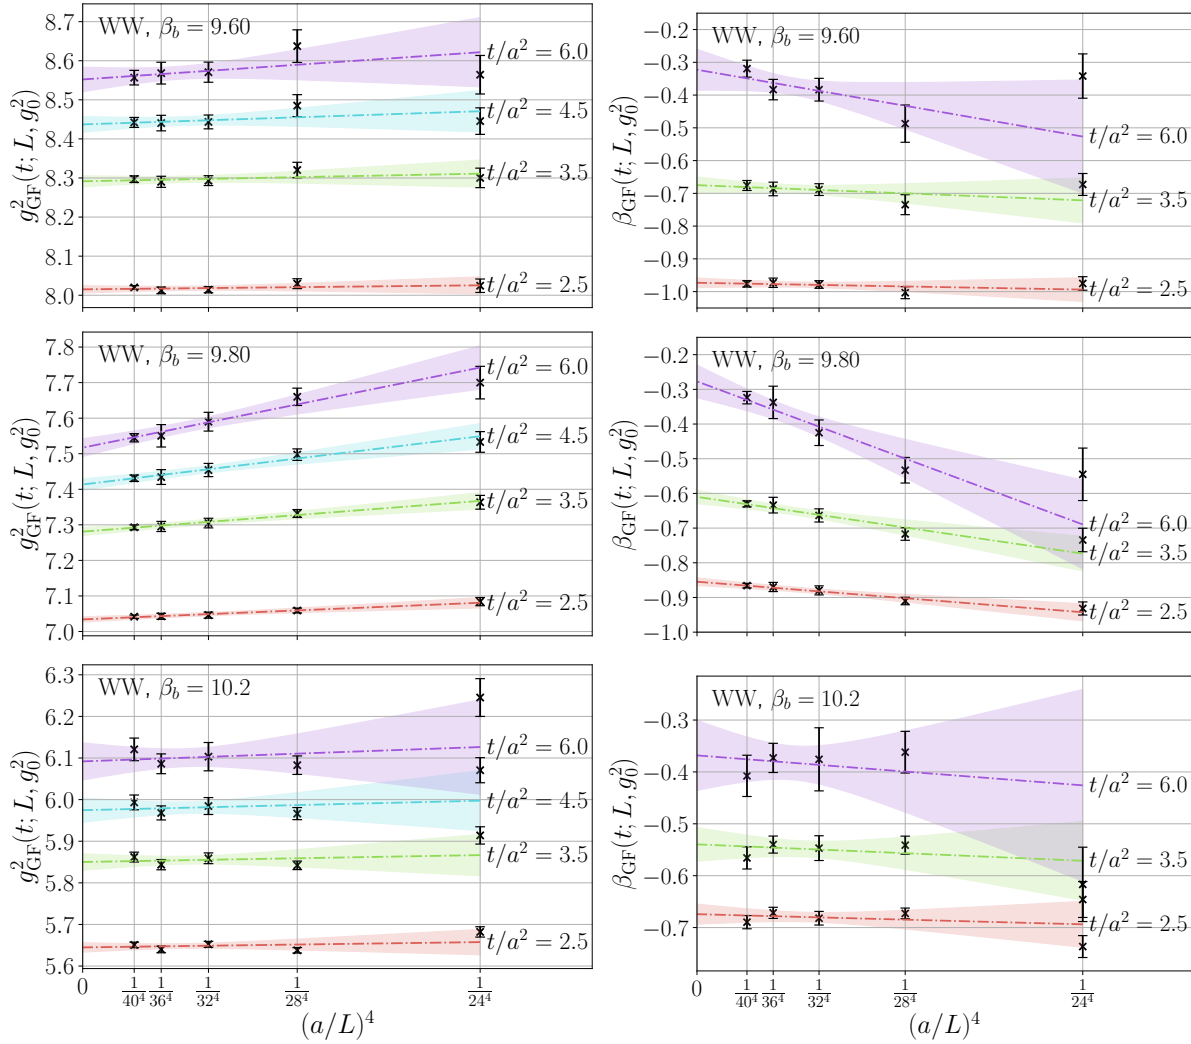 WW, β_b = 9.60
g²_GF(t; L, g²_0)
8.7
8.6
8.5
8.4
8.3
8.2
8.1
8.0
t/a² = 6.0
t/a² = 4.5
t/a² = 3.5
t/a² = 2.5
WW, β_b = 9.60
β_GF(t; L, g²_0)
−0.2
−0.3
−0.4
−0.5
−0.6
−0.7
−0.8
−0.9
−1.0
t/a² = 6.0
t/a² = 3.5
t/a² = 2.5
WW, β_b = 9.80
g²_GF(t; L, g²_0)
7.8
7.7
7.6
7.5
7.4
7.3
7.2
7.1
7.0
t/a² = 6.0
t/a² = 4.5
t/a² = 3.5
t/a² = 2.5
WW, β_b = 9.80
β_GF(t; L, g²_0)
−0.2
−0.3
−0.4
−0.5
−0.6
−0.7
−0.8
−0.9
−1.0
t/a² = 6.0
t/a² = 3.5
t/a² = 2.5
WW, β_b = 10.2
g²_GF(t; L, g²_0)
6.3
6.2
6.1
6.0
5.9
5.8
5.7
5.6
t/a² = 6.0
t/a² = 4.5
t/a² = 3.5
t/a² = 2.5
0 1/40⁴ 1/36⁴ 1/32⁴ 1/28⁴ 1/24⁴
(a/L)⁴
WW, β_b = 10.2
β_GF(t; L, g²_0)
−0.3
−0.4
−0.5
−0.6
−0.7
t/a² = 6.0
t/a² = 3.5
t/a² = 2.5
0 1/40⁴ 1/36⁴ 1/32⁴ 1/28⁴ 1/24⁴
(a/L)⁴